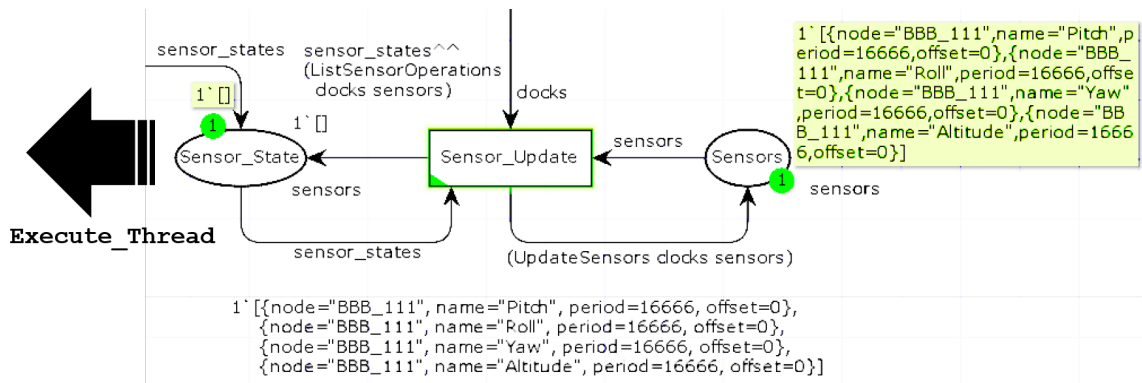 sensor_states
sensor_states^^
(ListSensorOperations
clocks sensors)
clocks
1`[]
1
1`[]
Sensor_State
sensors
sensor_states
Execute_Thread
Sensor_Update
sensors
Sensors
1
sensors
(UpdateSensors clocks sensors)
1`[{node="BBB_111",name="Pitch",p
eriod=16666,offset=0},{node="BBB_
111",name="Roll",period=16666,offse
t=0},{node="BBB_111",name="Yaw"
,period=16666,offset=0},{node="BB
B_111",name="Altitude",period=1666
6,offset=0}]
1`[{node="BBB_111", name="Pitch", period=16666, offset=0},
{node="BBB_111", name="Roll", period=16666, offset=0},
{node="BBB_111", name="Yaw", period=16666, offset=0},
{node="BBB_111", name="Altitude", period=16666, offset=0}]